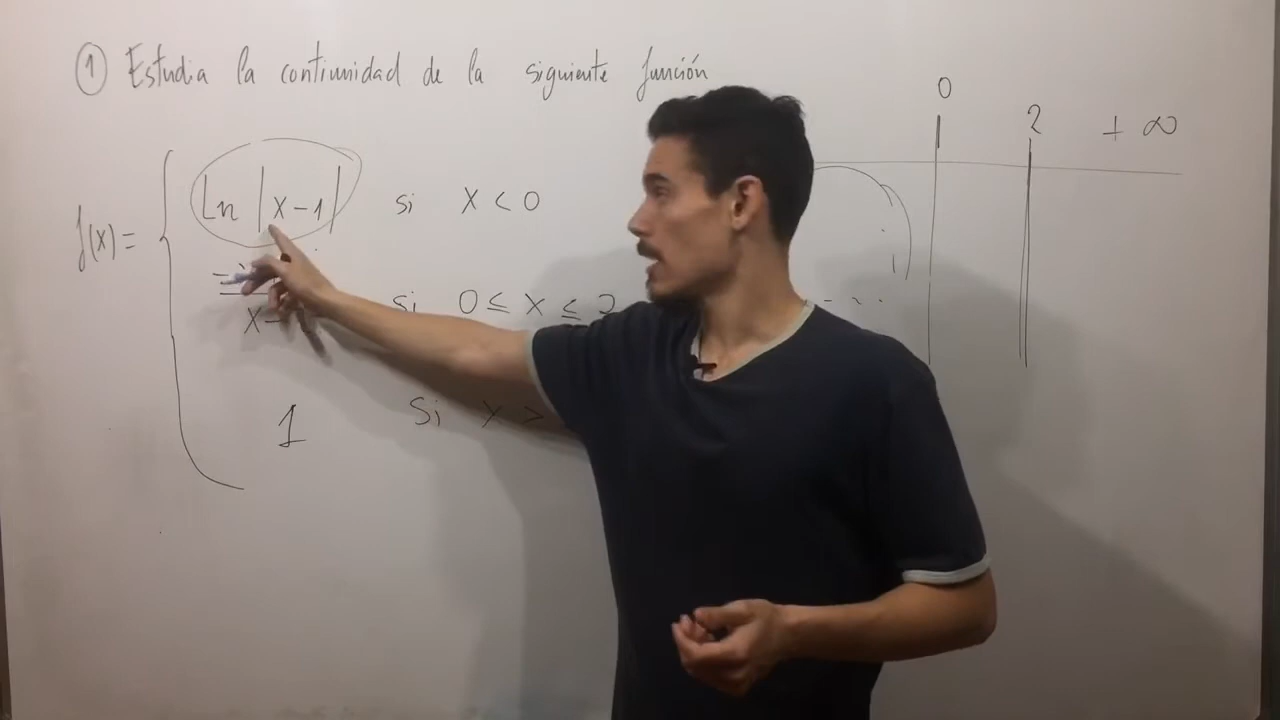 ① Estudia la continuidad de la siguiente función
0
2 + ∞
f(x) = Ln |x-1| si x < 0
x- si 0 ≤ x ≤ 2
1 si x >